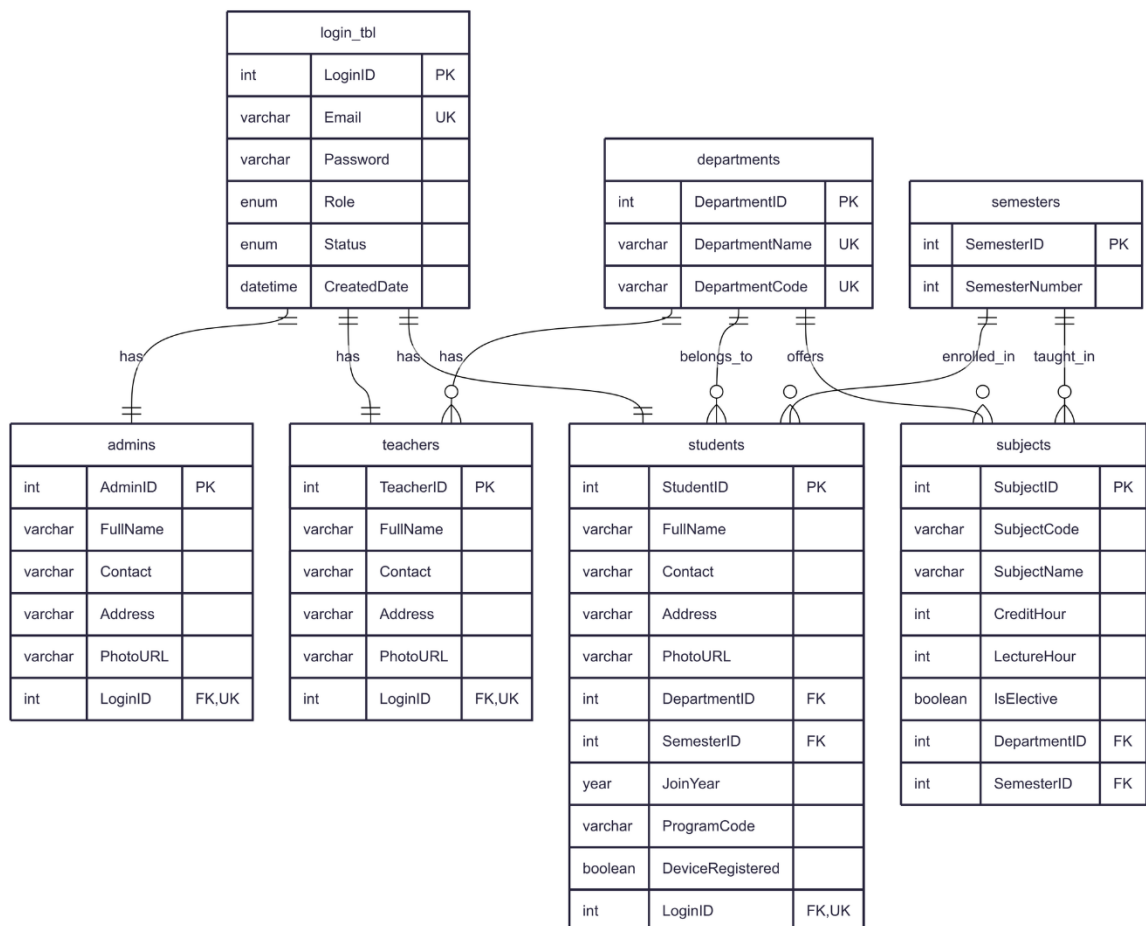 login_tbl
int LoginID PK
varchar Email UK
varchar Password
enum Role
enum Status
datetime CreatedDate
departments
int DepartmentID PK
varchar DepartmentName UK
varchar DepartmentCode UK
semesters
int SemesterID PK
int SemesterNumber
has
has
has
has
belongs_to
offers
enrolled_in
taught_in
admins
int AdminID PK
varchar FullName
varchar Contact
varchar Address
varchar PhotoURL
int LoginID FK,UK
teachers
int TeacherID PK
varchar FullName
varchar Contact
varchar Address
varchar PhotoURL
int LoginID FK,UK
students
int StudentID PK
varchar FullName
varchar Contact
varchar Address
varchar PhotoURL
int DepartmentID FK
int SemesterID FK
year JoinYear
varchar ProgramCode
boolean DeviceRegistered
int LoginID FK,UK
subjects
int SubjectID PK
varchar SubjectCode
varchar SubjectName
int CreditHour
int LectureHour
boolean IsElective
int DepartmentID FK
int SemesterID FK